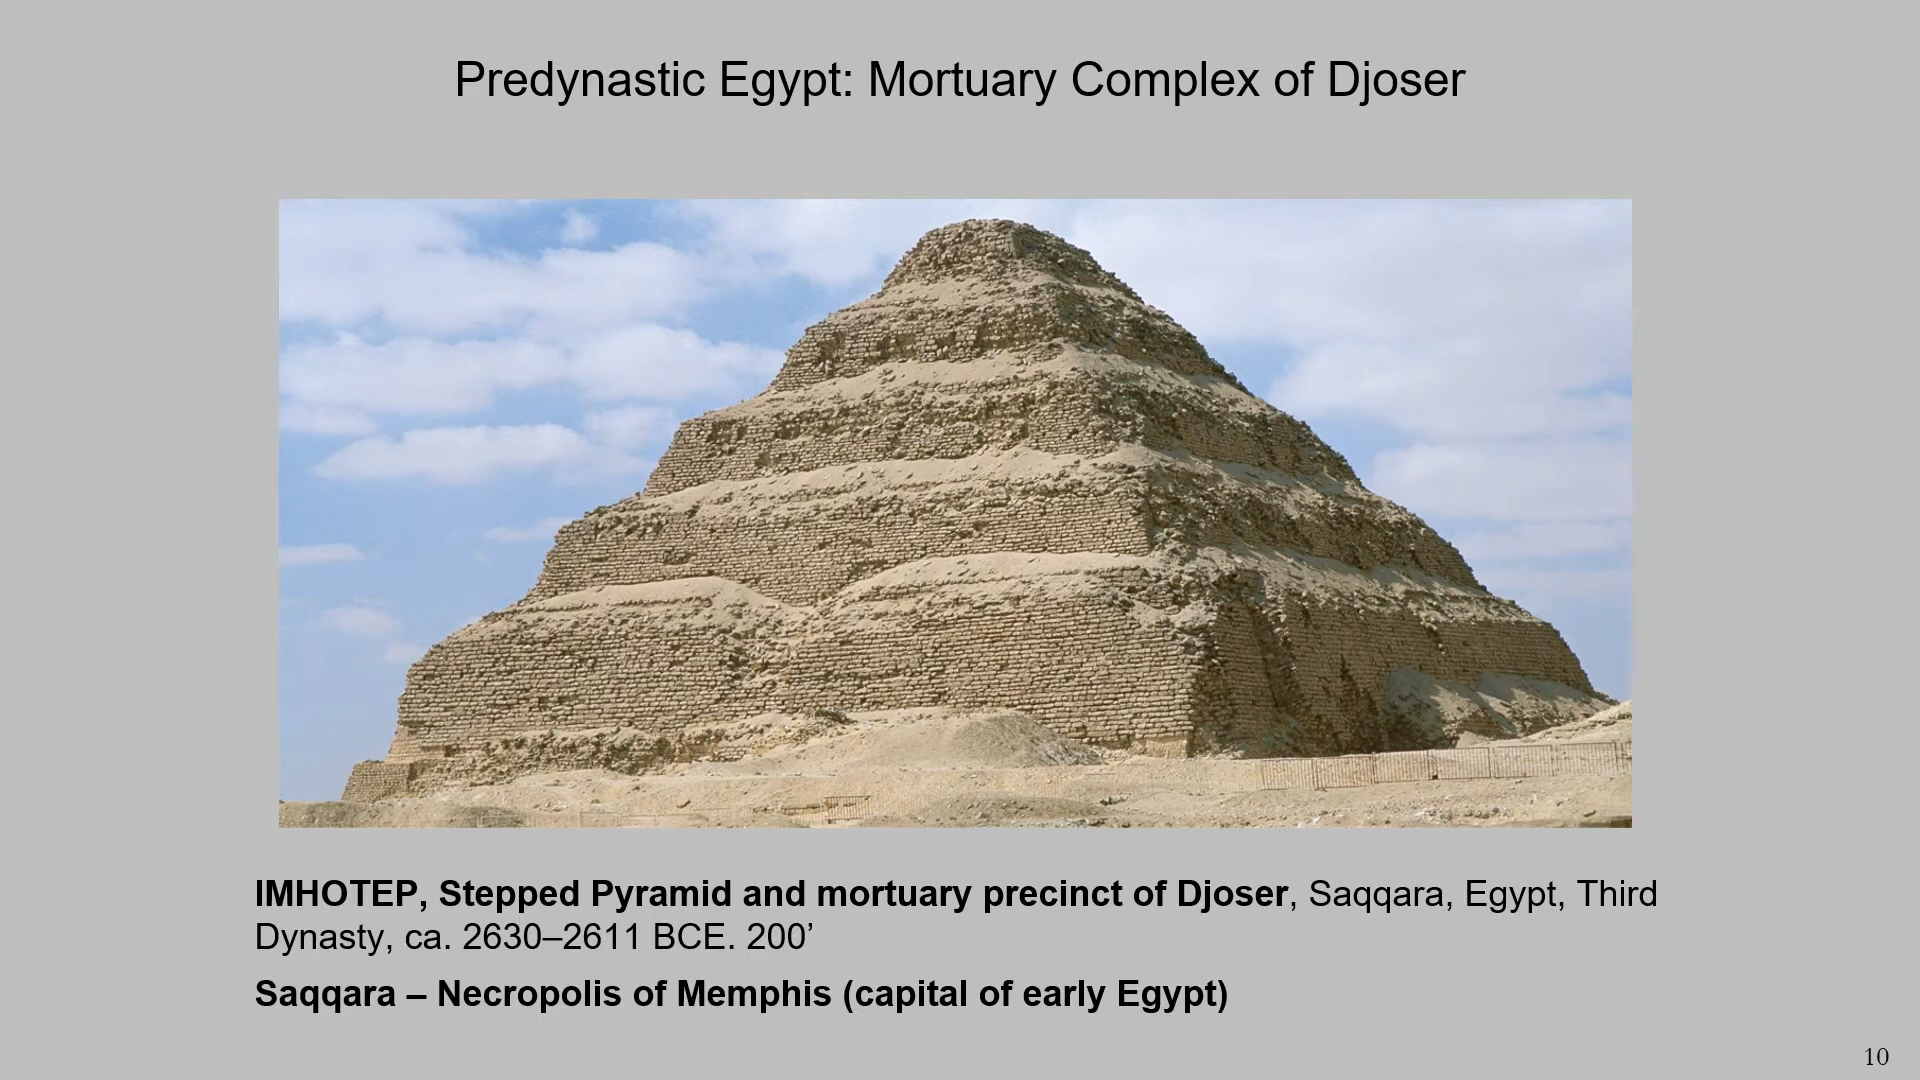 Predynastic Egypt: Mortuary Complex of Djoser
IMHOTEP, Stepped Pyramid and mortuary precinct of Djoser, Saqqara, Egypt, Third
Dynasty, ca. 2630–2611 BCE. 200’
Saqqara – Necropolis of Memphis (capital of early Egypt)
10